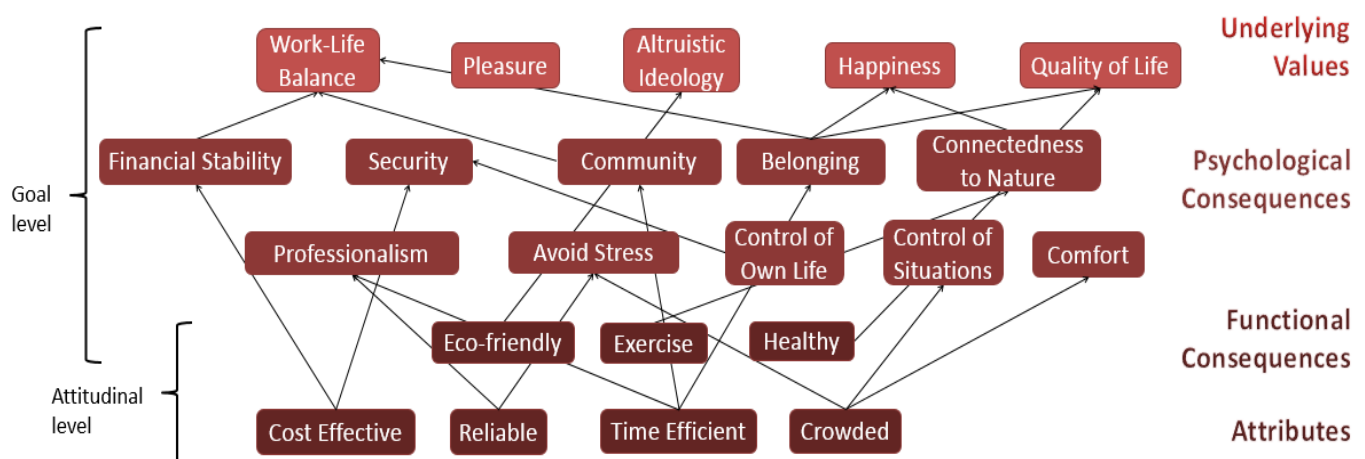 Work-Life
Balance
Pleasure
Altruistic
Ideology
Happiness
Quality of Life
Underlying
Values
Financial Stability
Security
Community
Belonging
Connectedness
to Nature
Psychological
Consequences
Goal
level
Professionalism
Avoid Stress
Control of
Own Life
Control of
Situations
Comfort
Eco-friendly
Exercise
Healthy
Functional
Consequences
Attitudinal
level
Cost Effective
Reliable
Time Efficient
Crowded
Attributes